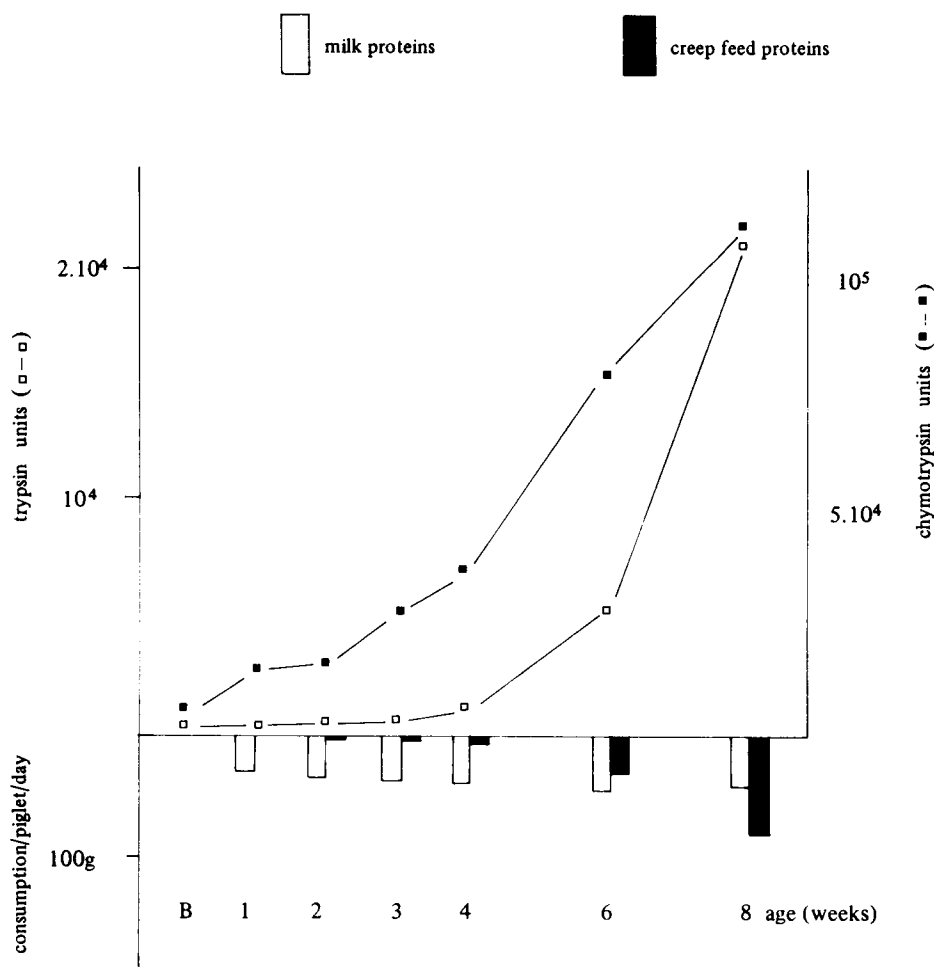 milk proteins
creep feed proteins
2.10⁴
10⁴
trypsin units (□–□)
10⁵
5.10⁴
chymotrypsin units (■--■)
consumption/piglet/day
100g
B 1 2 3 4 6 8 age (weeks)